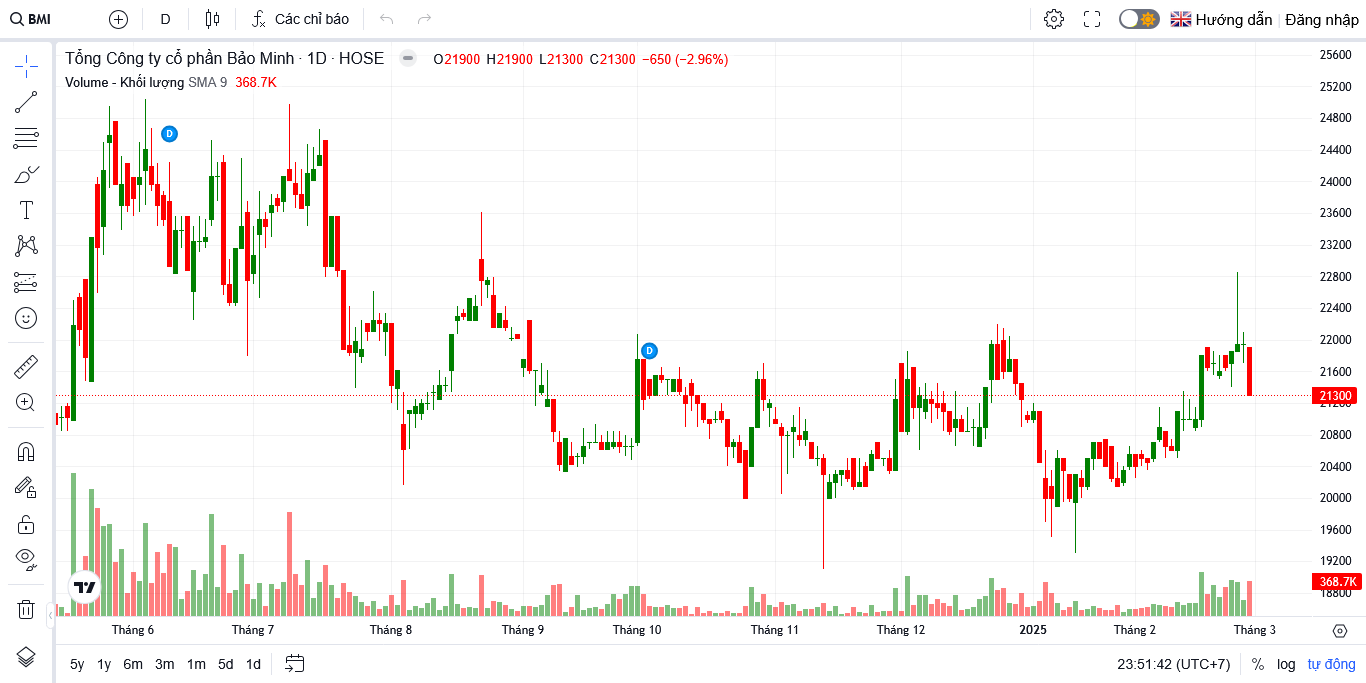 BMI D Các chỉ báo Hướng dẫn Đăng nhập
Tổng Công ty cổ phần Bảo Minh · 1D · HOSE O21900 H21900 L21300 C21300 −650 (−2.96%)
Volume - Khối lượng SMA 9 368.7K
D
D
25600
25200
24800
24400
24000
23600
23200
22800
22400
22000
21600
21300
21200
20800
20400
20000
19600
19200
368.7K
18800
Tháng 6 Tháng 7 Tháng 8 Tháng 9 Tháng 10 Tháng 11 Tháng 12 2025 Tháng 2 Tháng 3
5y 1y 6m 3m 1m 5d 1d 23:51:42 (UTC+7) % log tự động